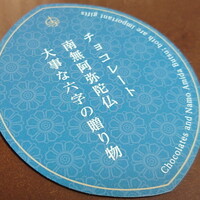 チョコレート
南無阿弥陀仏
大事な六字の贈り物
Chocolates and Namo Amida Butsu; both are important gifts